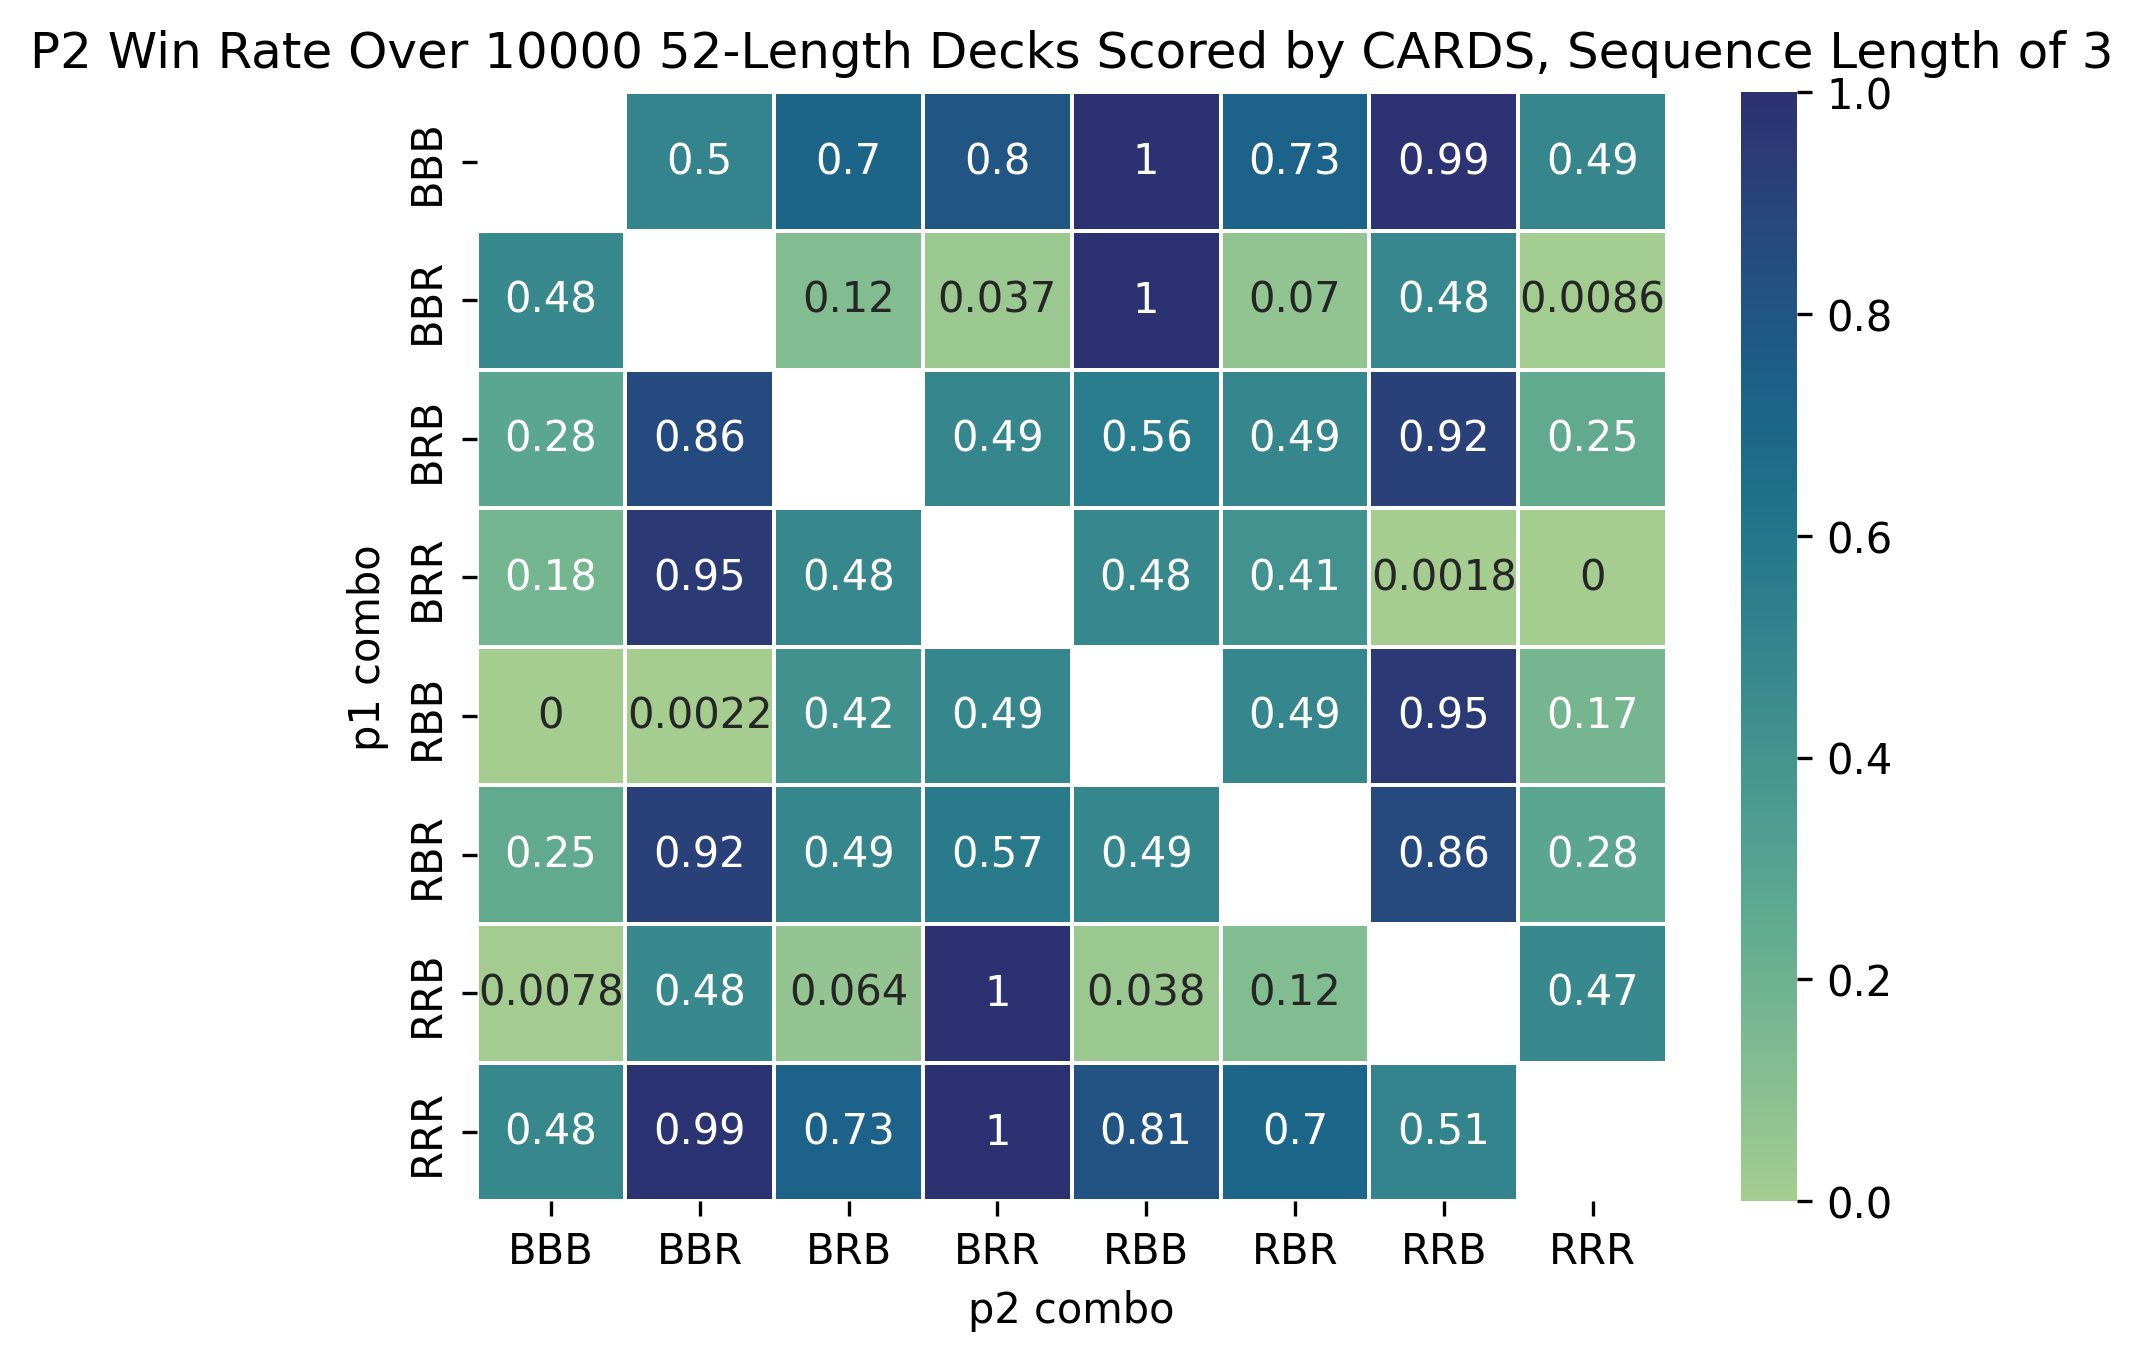 P2 Win Rate Over 10000 52-Length Decks Scored by CARDS, Sequence Length of 3
BBB 0.5 0.7 0.8 1 0.73 0.99 0.49
BBR 0.48 0.12 0.037 1 0.07 0.48 0.0086
BRB 0.28 0.86 0.49 0.56 0.49 0.92 0.25
BRR 0.18 0.95 0.48 0.48 0.41 0.0018 0
RBB 0 0.0022 0.42 0.49 0.49 0.95 0.17
RBR 0.25 0.92 0.49 0.57 0.49 0.86 0.28
RRB 0.0078 0.48 0.064 1 0.038 0.12 0.47
RRR 0.48 0.99 0.73 1 0.81 0.7 0.51
p1 combo
BBB BBR BRB BRR RBB RBR RRB RRR
p2 combo
1.0
0.8
0.6
0.4
0.2
0.0